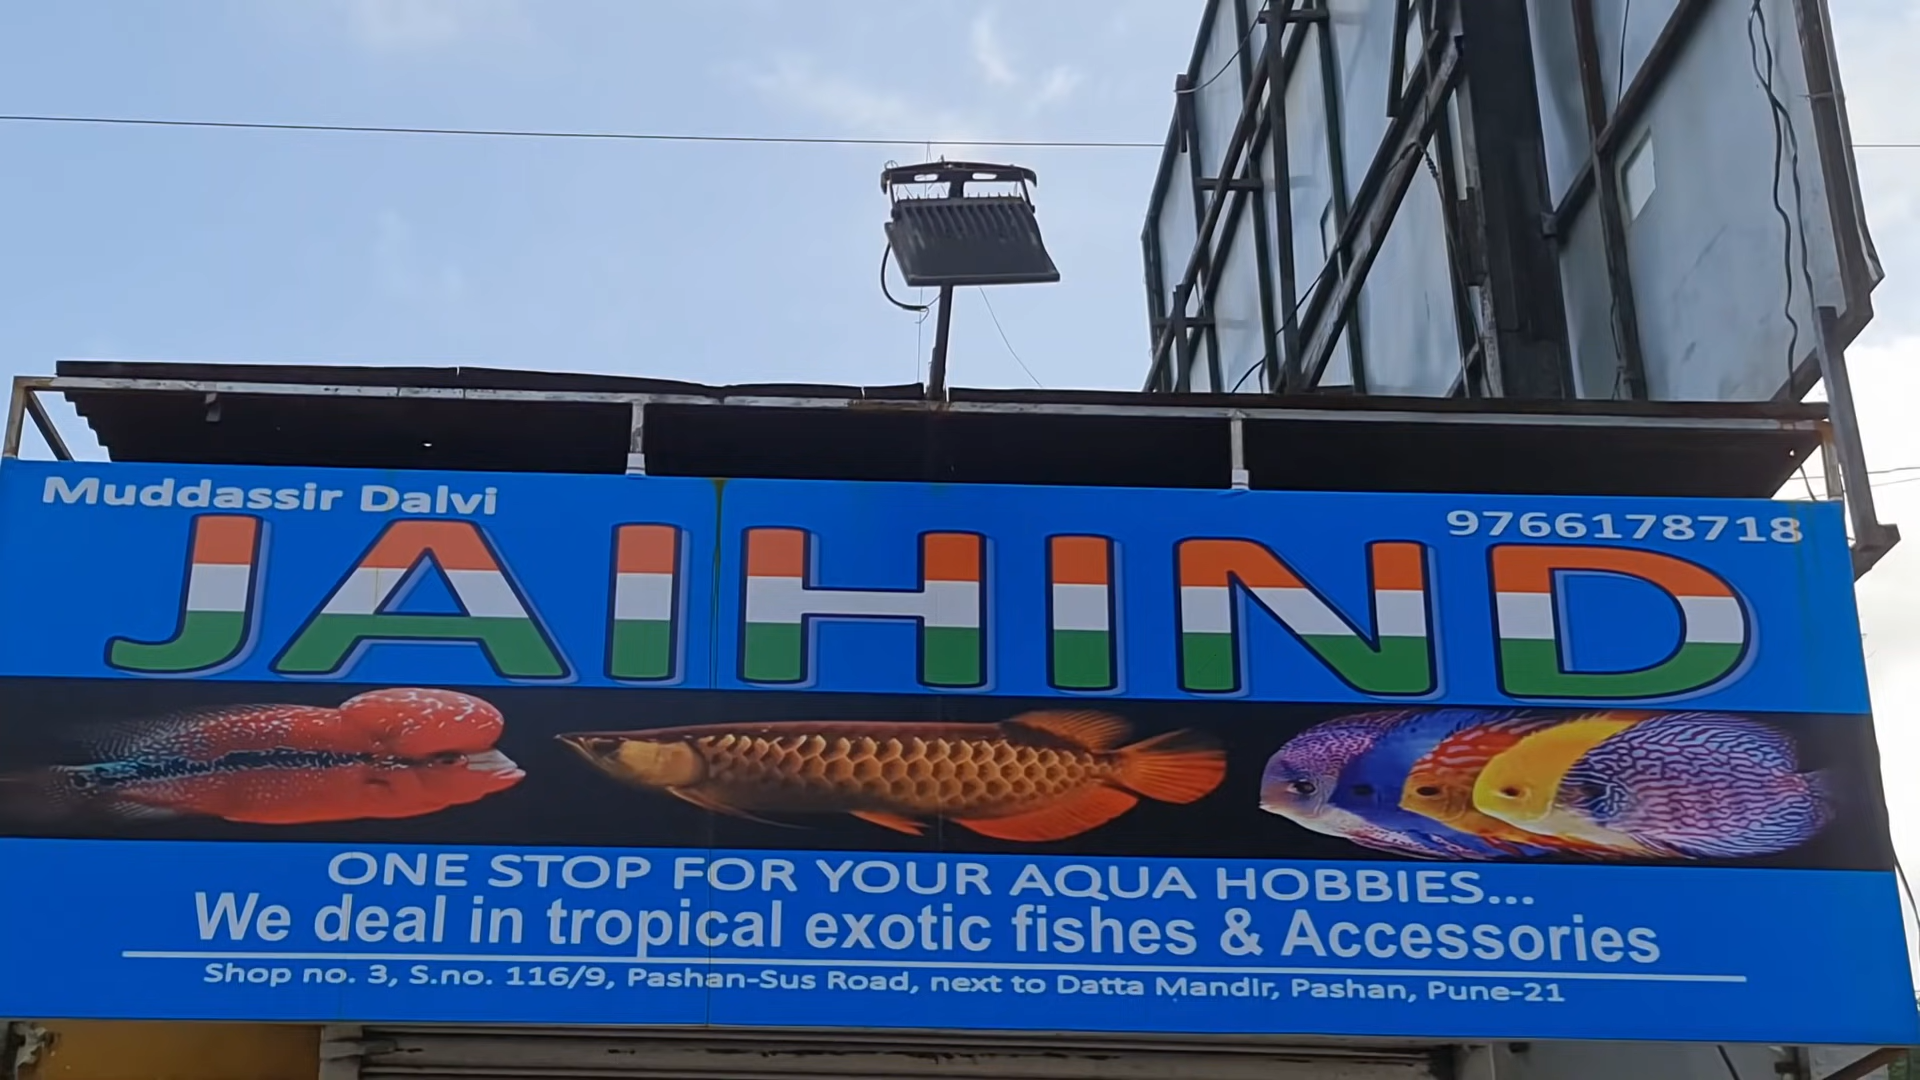 Muddassir Dalvi
9766178718
JAIHIND
ONE STOP FOR YOUR AQUA HOBBIES...
We deal in tropical exotic fishes & Accessories
Shop no. 3, S.no. 116/9, Pashan-Sus Road, next to Datta Mandir, Pashan, Pune-21